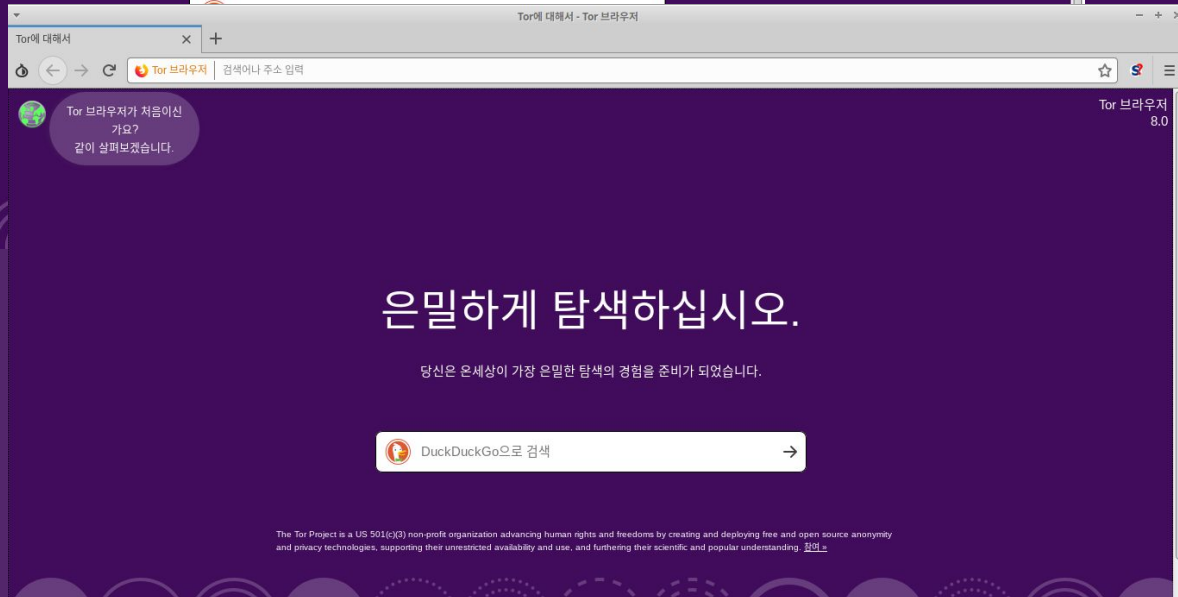 Tor에 대해서 - Tor 브라우저
Tor에 대해서
Tor 브라우저
검색어나 주소 입력
Tor 브라우저가 처음이신
가요?
같이 살펴보겠습니다.
Tor 브라우저
8.0
은밀하게 탐색하십시오.
당신은 온세상이 가장 은밀한 탐색의 경험을 준비가 되었습니다.
DuckDuckGo으로 검색
The Tor Project is a US 501(c)(3) non-profit organization advancing human rights and freedoms by creating and deploying free and open source anonymity
and privacy technologies, supporting their unrestricted availability and use, and furthering their scientific and popular understanding. 참여 »